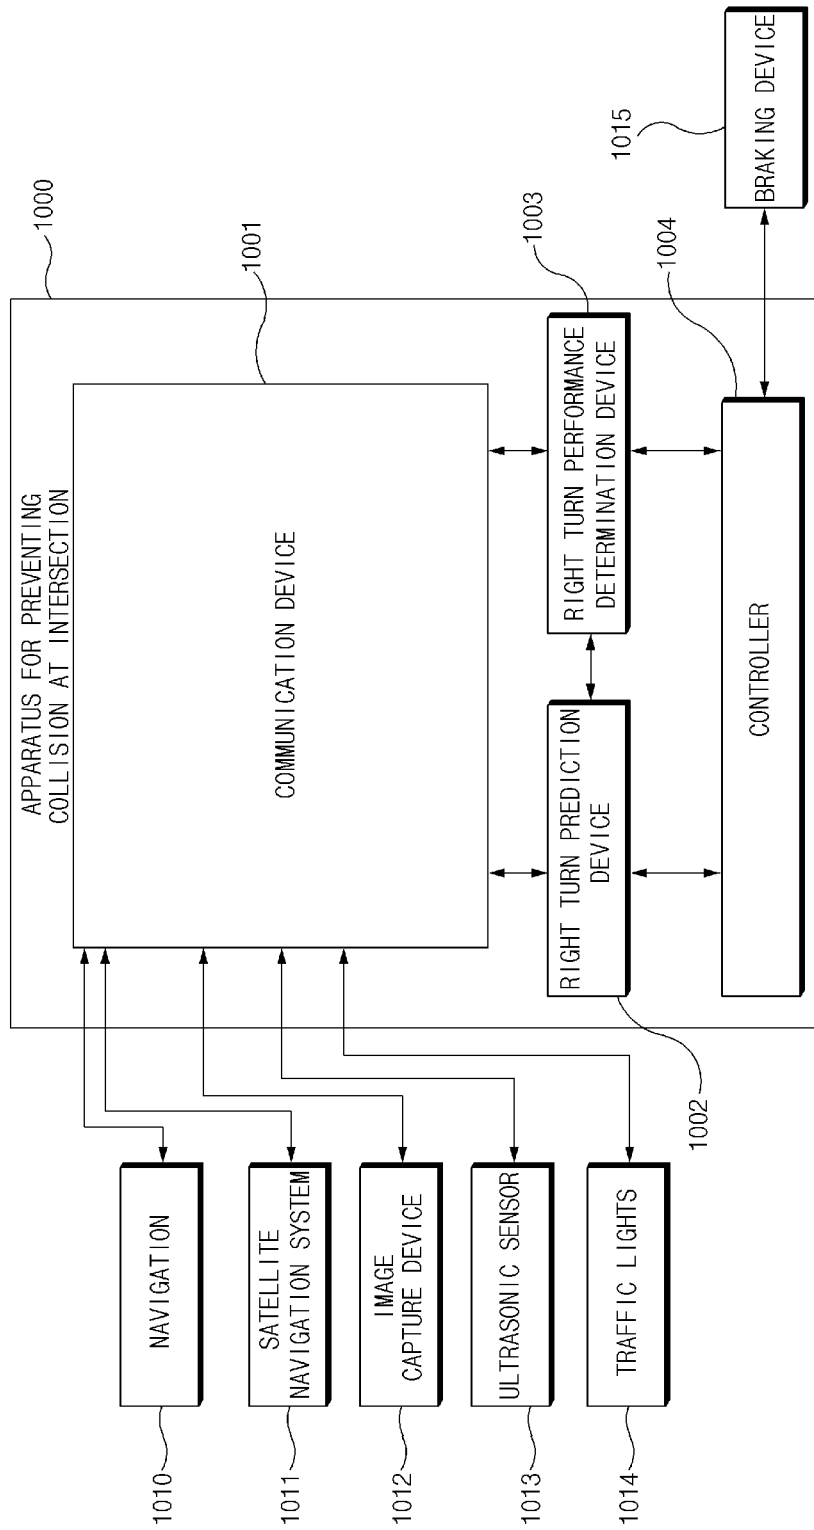 1000
APPARATUS FOR PREVENTING
COLLISION AT INTERSECTION
1010
NAVIGATION
1001
COMMUNICATION DEVICE
1011
SATELLITE
NAVIGATION SYSTEM
1012
IMAGE
CAPTURE DEVICE
1013
ULTRASONIC SENSOR
1014
TRAFFIC LIGHTS
1002
RIGHT TURN PREDICTION
DEVICE
1003
RIGHT TURN PERFORMANCE
DETERMINATION DEVICE
1004
CONTROLLER
1015
BRAKING DEVICE